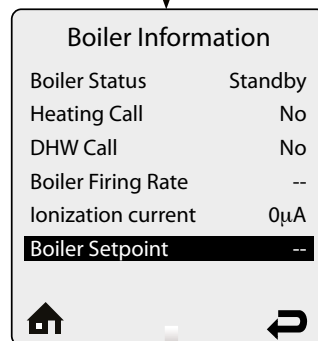 Boiler Information
Boiler Status Standby
Heating Call No
DHW Call No
Boiler Firing Rate --
Ionization current 0µA
Boiler Setpoint --